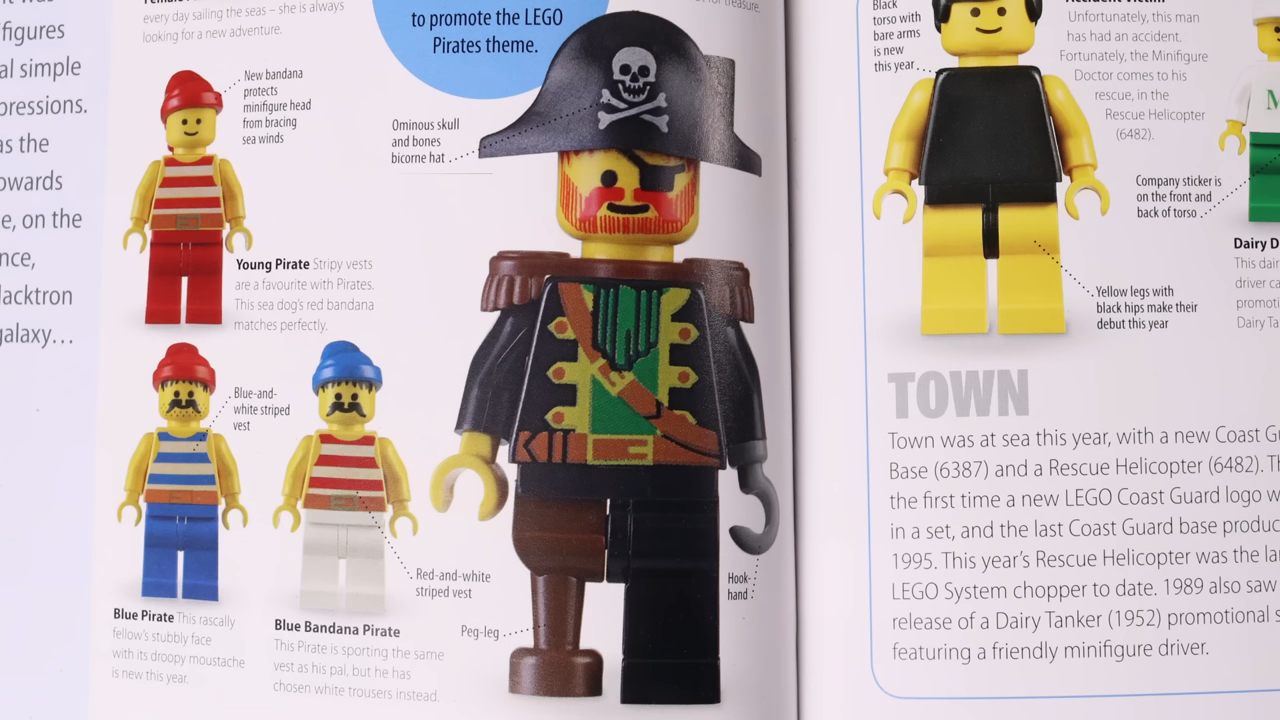 was
figures
al simple
pressions.
as the
owards
e, on the
nce,
lacktron
galaxy…
every day sailing the seas – she is always
looking for a new adventure.
New bandana
protects
minifigure head
from bracing
sea winds
Young Pirate Stripy vests
are a favourite with Pirates.
This sea dog's red bandana
matches perfectly.
Blue-and-
white striped
vest
Blue Pirate This rascally
fellow's stubbly face
with its droopy moustache
is new this year.
Red-and-white
striped vest
Blue Bandana Pirate
This Pirate is sporting the same
vest as his pal, but he has
chosen white trousers instead.
to promote the LEGO
Pirates theme.
for treasure.
Ominous skull
and bones
bicorne hat
Peg-leg
Hook-
hand
Black
torso with
bare arms
is new
this year
Accident Victim
Unfortunately, this man
has had an accident.
Fortunately, the Minifigure
Doctor comes to his
rescue, in the
Rescue Helicopter
(6482).
Company sticker is
on the front and
back of torso
M
Yellow legs with
black hips make their
debut this year
Dairy D
This dair
driver ca
promot
Dairy Ta
TOWN
Town was at sea this year, with a new Coast Gu
Base (6387) and a Rescue Helicopter (6482). Th
the first time a new LEGO Coast Guard logo w
in a set, and the last Coast Guard base produc
1995. This year's Rescue Helicopter was the la
LEGO System chopper to date. 1989 also saw
release of a Dairy Tanker (1952) promotional s
featuring a friendly minifigure driver.